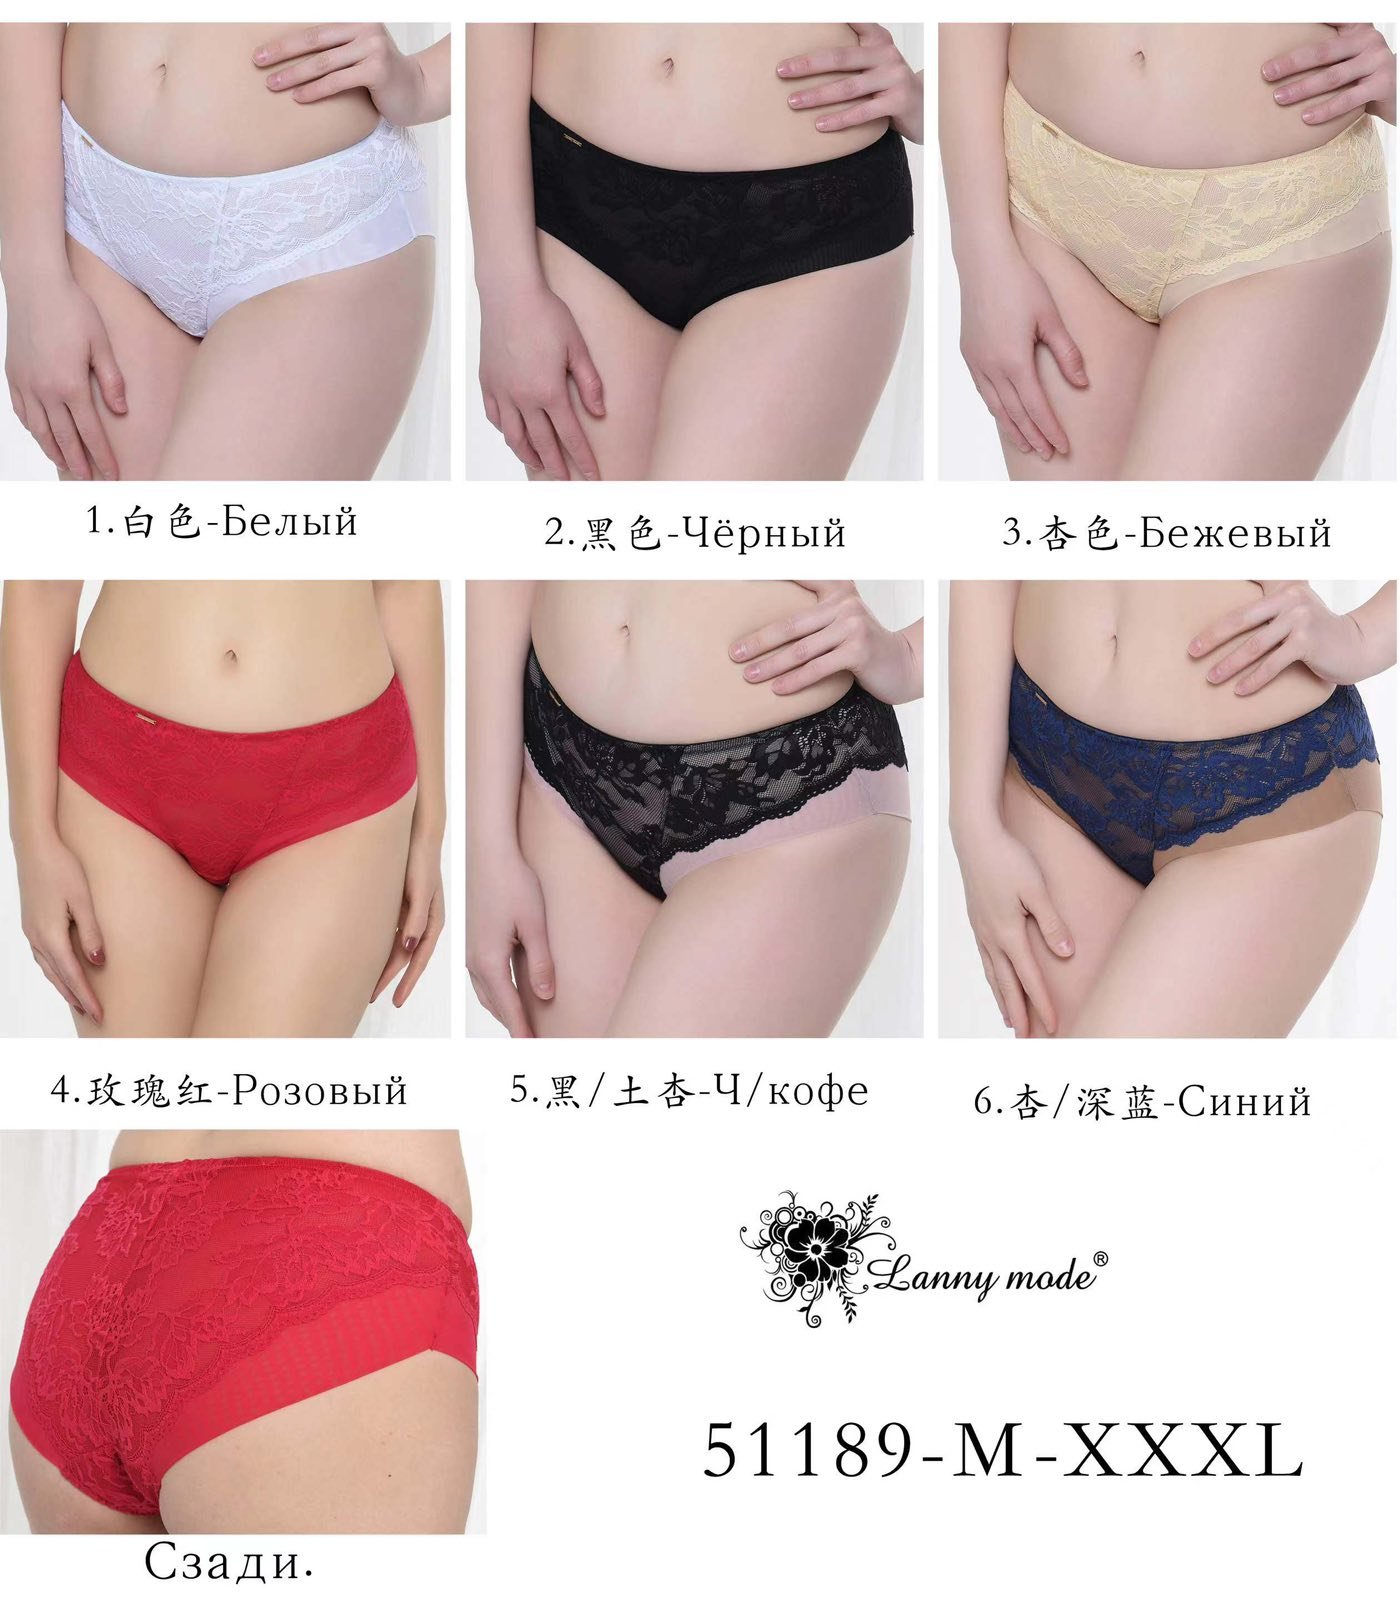 1.白色-Белый
2.黑色-Чёрный
3.杏色-Бежевый
4.玫瑰红-Розовый
5.黑/土杏-Ч/кофе
6.杏/深蓝-Синий
Lanny mode®
51189-M-XXXL
Сзади.